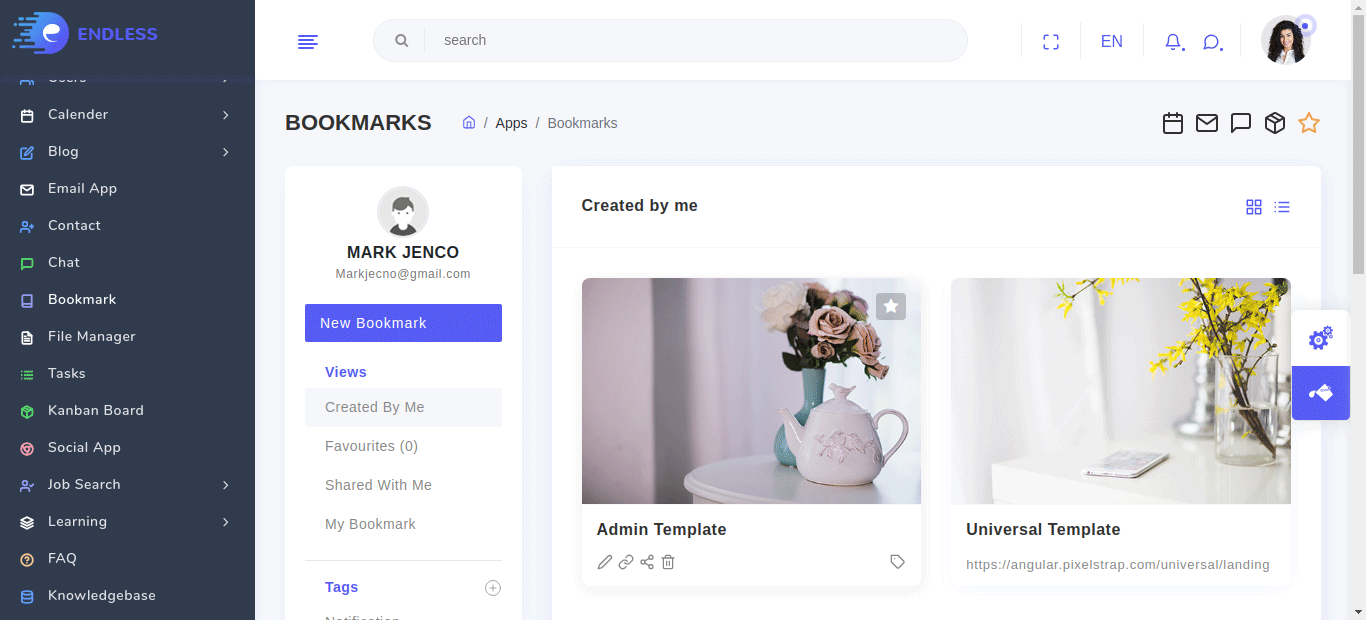 ENDLESS
search
EN
Users
Calender
Blog
Email App
Contact
Chat
Bookmark
File Manager
Tasks
Kanban Board
Social App
Job Search
Learning
FAQ
Knowledgebase
BOOKMARKS
/ Apps / Bookmarks
MARK JENCO
Markjecno@gmail.com
New Bookmark
Views
Created By Me
Favourites (0)
Shared With Me
My Bookmark
Tags
Notification
Created by me
Admin Template
Universal Template
https://angular.pixelstrap.com/universal/landing